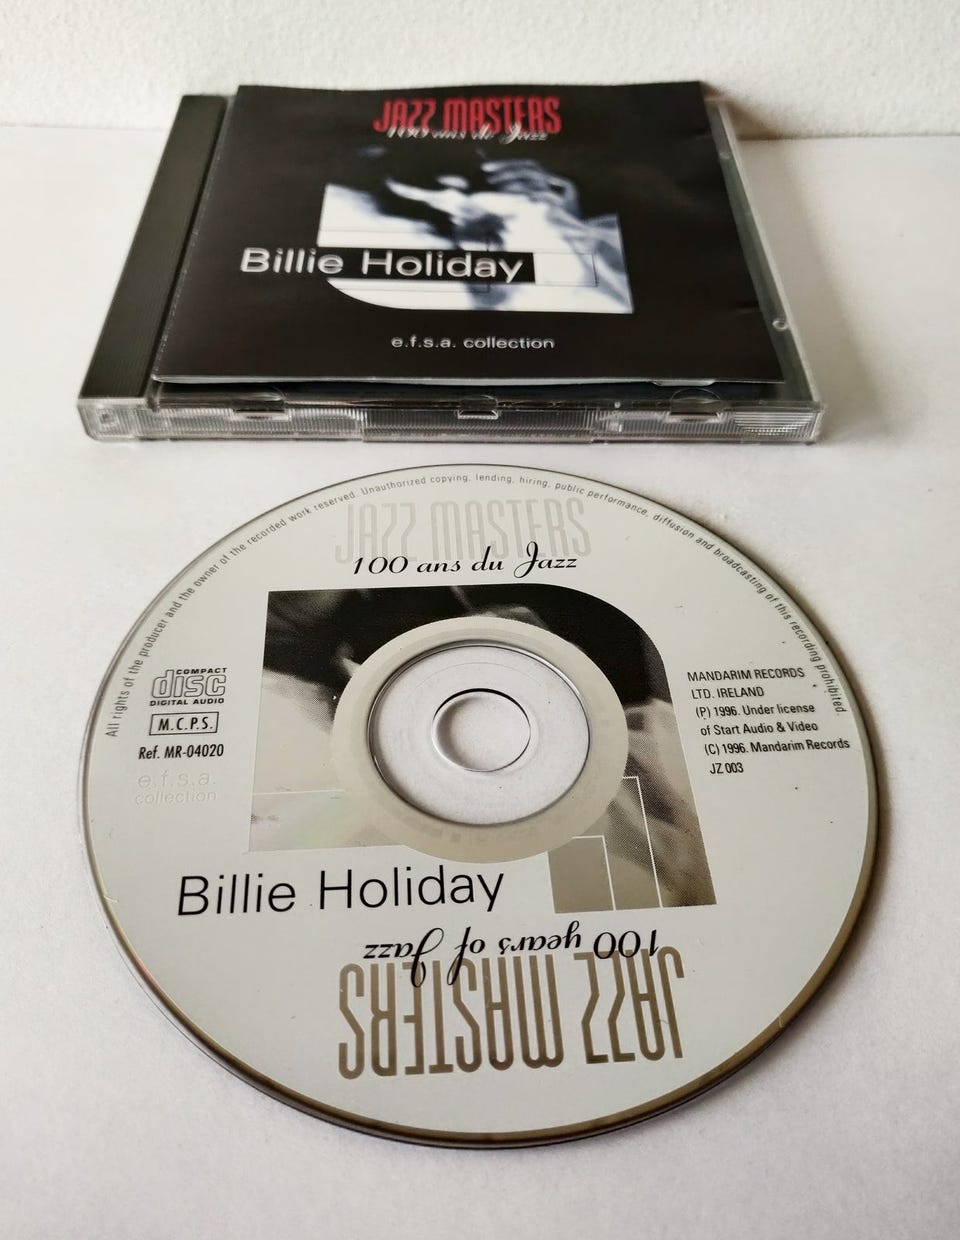 JAZZ MASTERS
100 ans du Jazz
Billie Holiday
e.f.s.a. collection
All rights of the producer and the owner of the recorded work reserved. Unauthorized copying, lending, hiring, public performance, diffusion and broadcasting of this recording prohibited.
JAZZ MASTERS
100 ans du Jazz
COMPACT
disc
DIGITAL AUDIO
M.C.P.S.
Ref. MR-04020
e.f.s.a.
collection
MANDARIM RECORDS
LTD. IRELAND
(P) 1996. Under license
of Start Audio & Video
(C) 1996. Mandarim Records
JZ 003
Billie Holiday
100 years of Jazz
JAZZ MASTERS